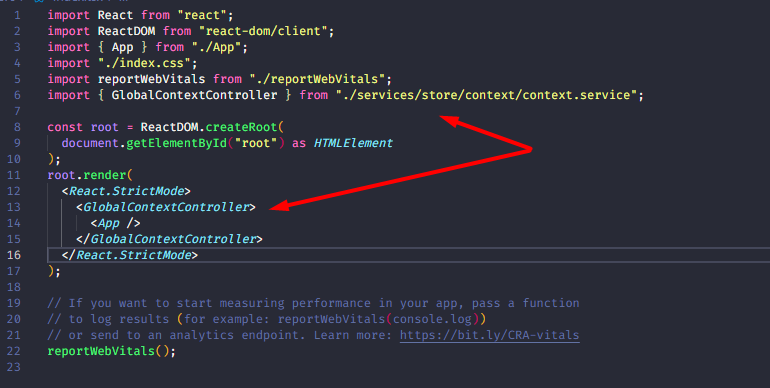 1 import React from "react";
2 import ReactDOM from "react-dom/client";
3 import { App } from "./App";
4 import "./index.css";
5 import reportWebVitals from "./reportWebVitals";
6 import { GlobalContextController } from "./services/store/context/context.service";
7
8 const root = ReactDOM.createRoot(
9 document.getElementById("root") as HTMLElement
10 );
11 root.render(
12 <React.StrictMode>
13 <GlobalContextController>
14 <App />
15 </GlobalContextController>
16 </React.StrictMode>
17 );
18
19 // If you want to start measuring performance in your app, pass a function
20 // to log results (for example: reportWebVitals(console.log))
21 // or send to an analytics endpoint. Learn more: https://bit.ly/CRA-vitals
22 reportWebVitals();
23